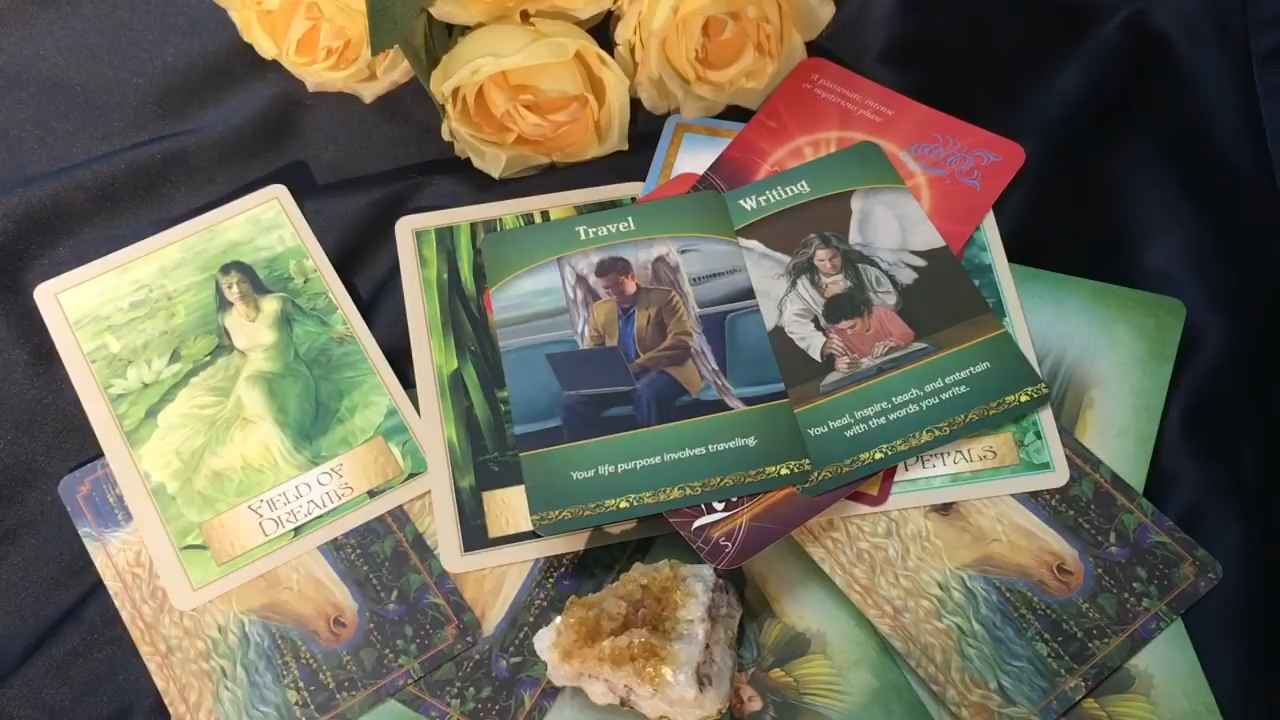 A passionate, intense
or mysterious phase
Writing
Travel
You heal, inspire, teach, and entertain
with the words you write.
Your life purpose involves traveling.
PETALS
FIELD OF
DREAMS